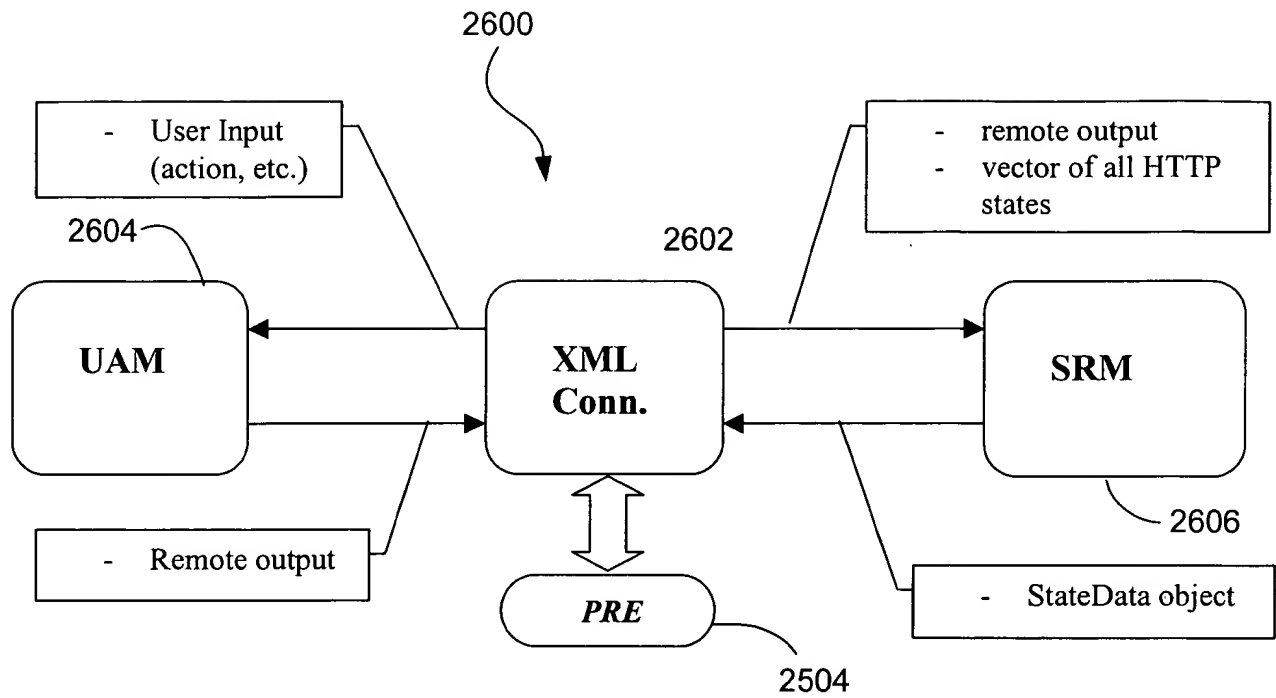 2600
- User Input
(action, etc.)
- remote output
- vector of all HTTP
states
2604
2602
UAM
XML
Conn.
SRM
2606
- Remote output
- StateData object
PRE
2504